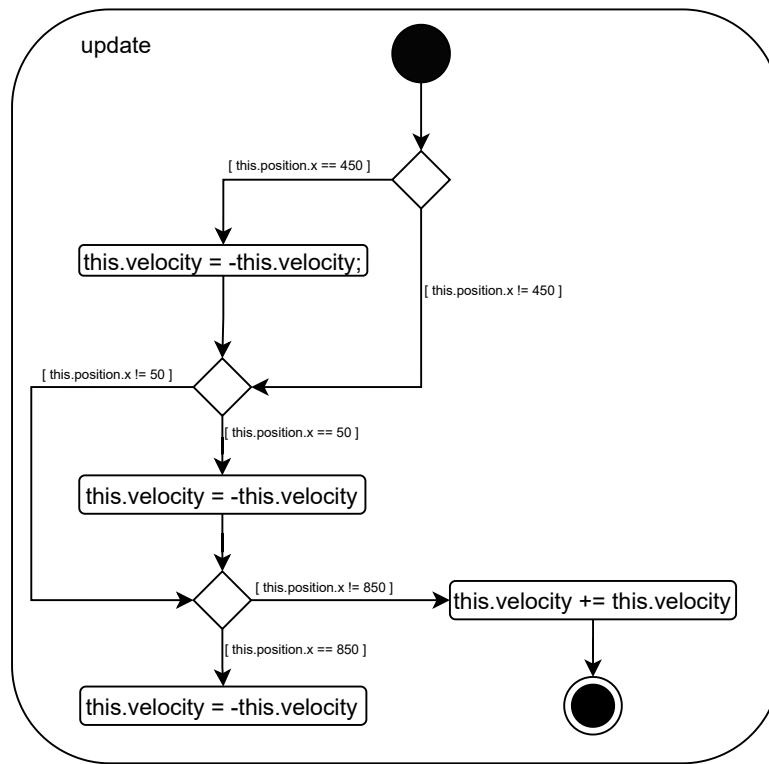 update
[ this.position.x == 450 ]
this.velocity = -this.velocity;
[ this.position.x != 450 ]
[ this.position.x != 50 ]
[ this.position.x == 50 ]
this.velocity = -this.velocity
[ this.position.x != 850 ]
this.velocity += this.velocity
[ this.position.x == 850 ]
this.velocity = -this.velocity